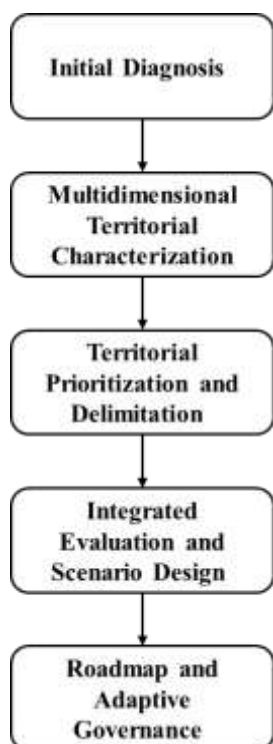 Initial Diagnosis
Multidimensional
Territorial
Characterization
Territorial
Prioritization and
Delimitation
Integrated
Evaluation and
Scenario Design
Roadmap and
Adaptive
Governance